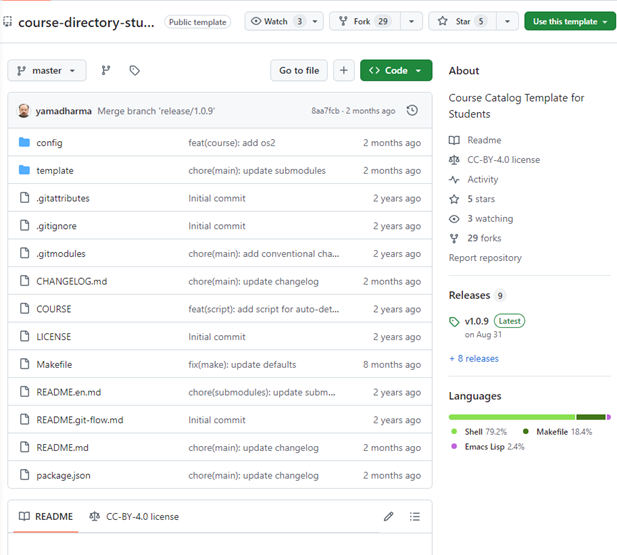 course-directory-stu... Public template Watch 3 Fork 29 Star 5 Use this template
master Go to file + Code
yamadharma Merge branch 'release/1.0.9' 8aa7fcb · 2 months ago
config feat(course): add os2 2 months ago
template chore(main): update submodules 2 months ago
.gitattributes Initial commit 2 years ago
.gitignore Initial commit 2 years ago
.gitmodules chore(main): add conventional cha... 2 years ago
CHANGELOG.md chore(main): update changelog 2 months ago
COURSE feat(script): add script for auto-det... 2 years ago
LICENSE Initial commit 2 years ago
Makefile fix(make): update defaults 8 months ago
README.en.md chore(submodules): update subm... 2 years ago
README.git-flow.md Initial commit 2 years ago
README.md chore(main): update changelog 2 months ago
package.json chore(main): update changelog 2 months ago
README CC-BY-4.0 license
About
Course Catalog Template for
Students
Readme
CC-BY-4.0 license
Activity
5 stars
3 watching
29 forks
Report repository
Releases 9
v1.0.9 Latest
on Aug 31
+ 8 releases
Languages
Shell 79.2% Makefile 18.4%
Emacs Lisp 2.4%